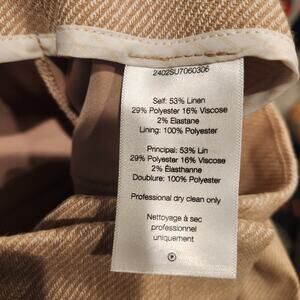 2402SU7060306
Self: 53% Linen
29% Polyester 16% Viscose
2% Elastane
Lining: 100% Polyester
Principal: 53% Lin
29% Polyester 16% Viscose
2% Élasthanne
Doublure: 100% Polyester
Professional dry clean only
Nettoyage à sec
professionnel
uniquement
P